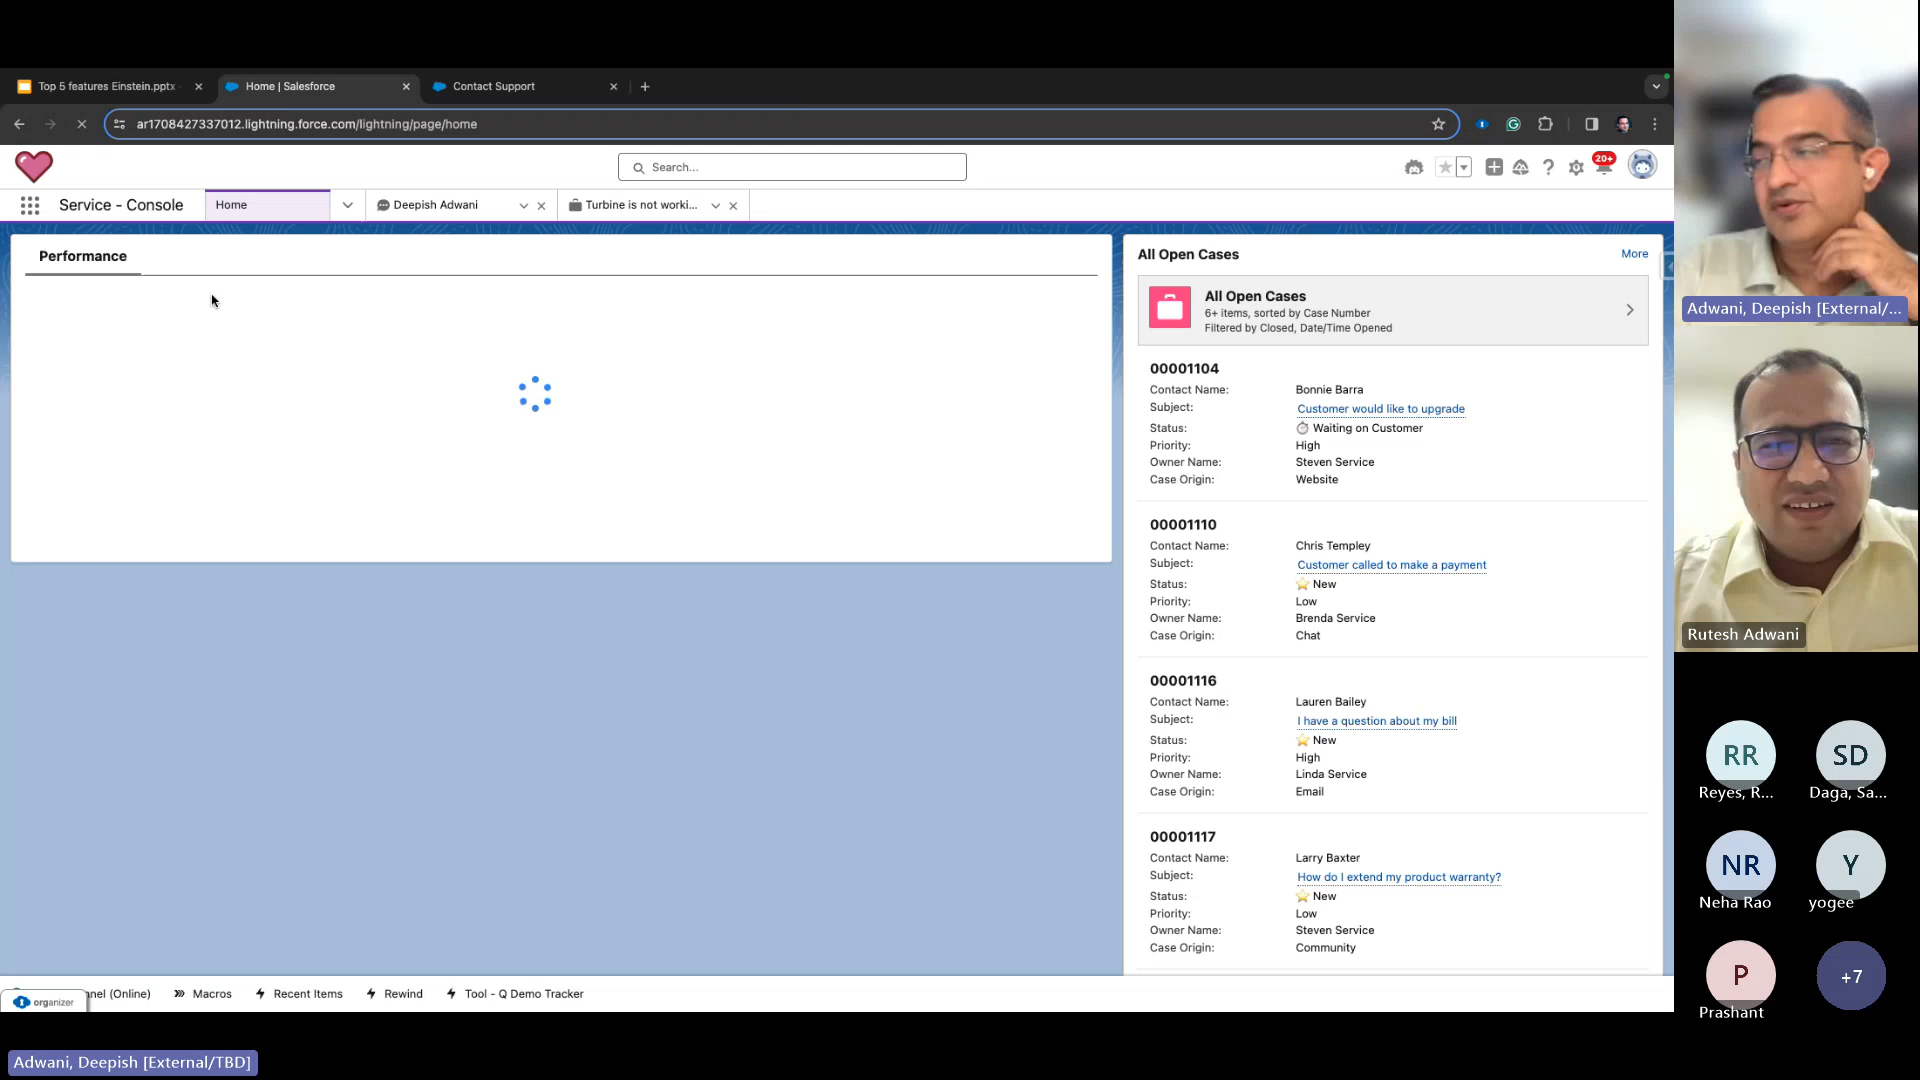 Top 5 features Einstein.pptx
Home | Salesforce
Contact Support
ar1708427337012.lightning.force.com/lightning/page/home
Search...
20+
Service - Console
Home
Deepish Adwani
Turbine is not worki...
Performance
All Open Cases
More
All Open Cases
6+ items, sorted by Case Number
Filtered by Closed, Date/Time Opened
00001104
Contact Name: Bonnie Barra
Subject: Customer would like to upgrade
Status: Waiting on Customer
Priority: High
Owner Name: Steven Service
Case Origin: Website
00001110
Contact Name: Chris Templey
Subject: Customer called to make a payment
Status: New
Priority: Low
Owner Name: Brenda Service
Case Origin: Chat
00001116
Contact Name: Lauren Bailey
Subject: I have a question about my bill
Status: New
Priority: High
Owner Name: Linda Service
Case Origin: Email
00001117
Contact Name: Larry Baxter
Subject: How do I extend my product warranty?
Status: New
Priority: Low
Owner Name: Steven Service
Case Origin: Community
(Online)
Macros
Recent Items
Rewind
Tool - Q Demo Tracker
organizer
Adwani, Deepish [External/TBD]
Adwani, Deepish [External/...
Rutesh Adwani
RR
Reyes, R...
SD
Daga, Sa...
NR
Neha Rao
Y
yogee
P
Prashant
+7